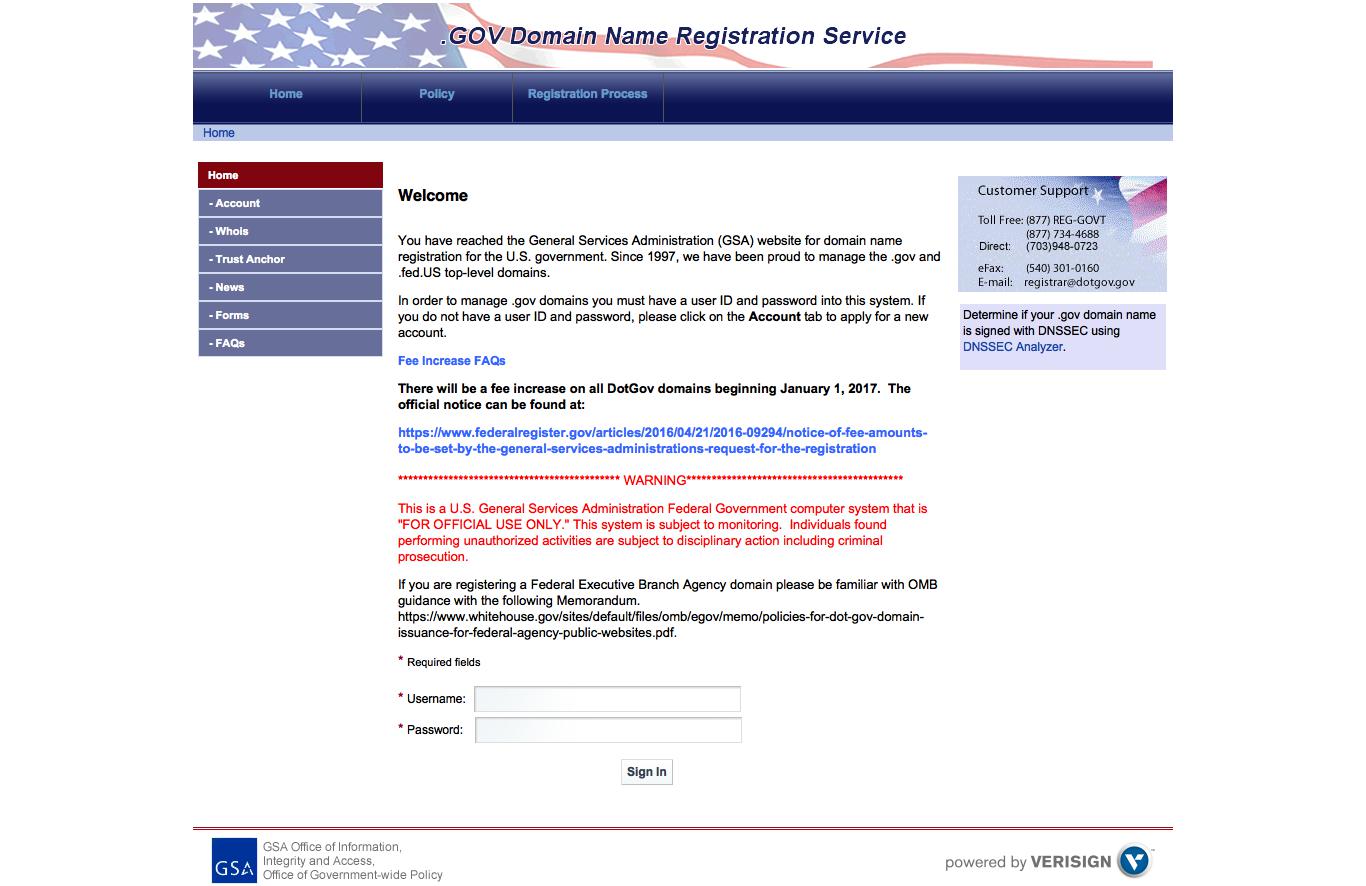 .GOV Domain Name Registration Service
Home
Policy
Registration Process
Home
Home
- Account
- Whois
- Trust Anchor
- News
- Forms
- FAQs
Welcome
You have reached the General Services Administration (GSA) website for domain name
registration for the U.S. government. Since 1997, we have been proud to manage the .gov and
.fed.US top-level domains.
In order to manage .gov domains you must have a user ID and password into this system. If
you do not have a user ID and password, please click on the Account tab to apply for a new
account.
Fee Increase FAQs
There will be a fee increase on all DotGov domains beginning January 1, 2017.  The
official notice can be found at:
https://www.federalregister.gov/articles/2016/04/21/2016-09294/notice-of-fee-amounts-
to-be-set-by-the-general-services-administrations-request-for-the-registration
******************************************** WARNING*******************************************
This is a U.S. General Services Administration Federal Government computer system that is
"FOR OFFICIAL USE ONLY." This system is subject to monitoring.  Individuals found
performing unauthorized activities are subject to disciplinary action including criminal
prosecution.
If you are registering a Federal Executive Branch Agency domain please be familiar with OMB
guidance with the following Memorandum.
https://www.whitehouse.gov/sites/default/files/omb/egov/memo/policies-for-dot-gov-domain-
issuance-for-federal-agency-public-websites.pdf.
* Required fields
* Username:
* Password:
Sign In
Customer Support
Toll Free: (877) REG-GOVT
(877) 734-4688
Direct: (703)948-0723
eFax: (540) 301-0160
E-mail: registrar@dotgov.gov
Determine if your .gov domain name
is signed with DNSSEC using
DNSSEC Analyzer.
GSA
GSA Office of Information,
Integrity and Access,
Office of Government-wide Policy
powered by VERISIGN